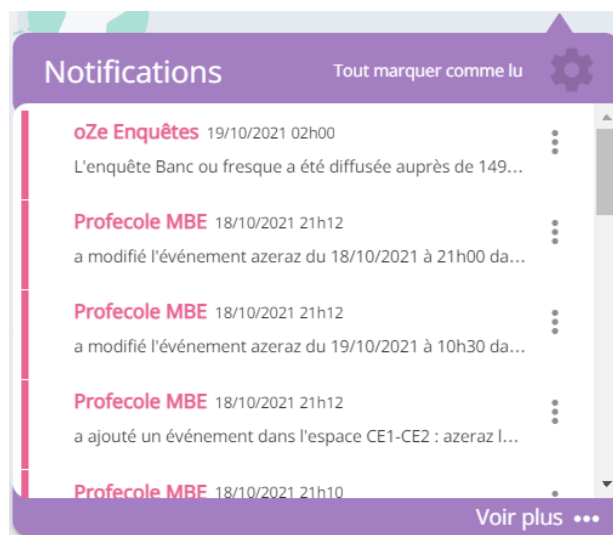 Notifications Tout marquer comme lu
oZe Enquêtes 19/10/2021 02h00
L'enquête Banc ou fresque a été diffusée auprès de 149...
Profecole MBE 18/10/2021 21h12
a modifié l'événement azeraz du 18/10/2021 à 21h00 da...
Profecole MBE 18/10/2021 21h12
a modifié l'événement azeraz du 19/10/2021 à 10h30 da...
Profecole MBE 18/10/2021 21h12
a ajouté un événement dans l'espace CE1-CE2 : azeraz l...
Profecole MBE 18/10/2021 21h10
Voir plus